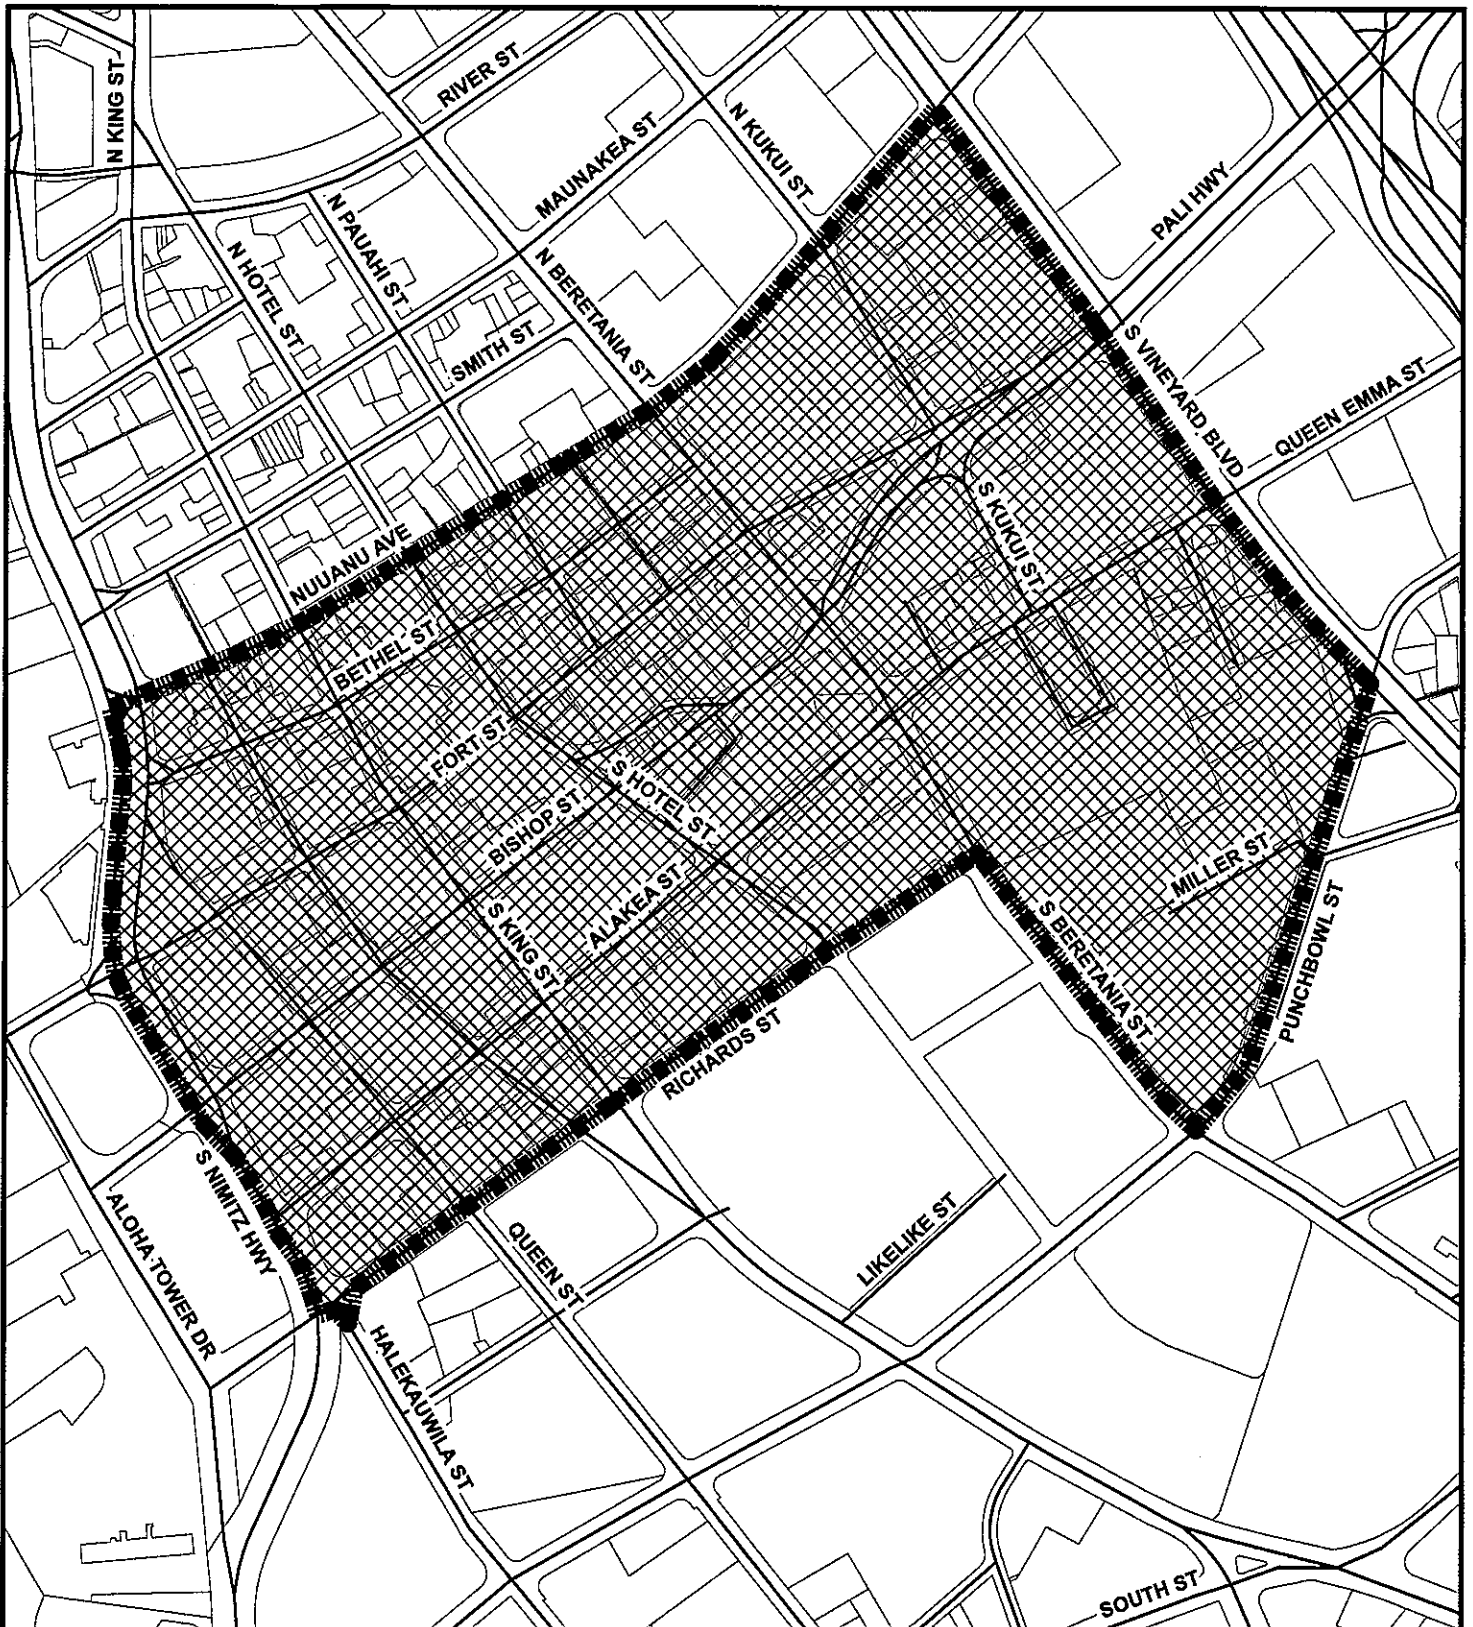 N KING ST
RIVER ST
MAUNAKEA ST
N KUKUI ST
PALI HWY
N PAUAHI ST
N HOTEL ST
N BERETANIA ST
SMITH ST
S VINEYARD BLVD
QUEEN EMMA ST
S KUKUI ST
NUUANU AVE
BETHEL ST
FORT ST
BISHOP ST
S HOTEL ST
ALAKEA ST
S KING ST
MILLER ST
S BERETANIA ST
PUNCHBOWL ST
RICHARDS ST
S NIMITZ HWY
ALOHA TOWER DR
QUEEN ST
LIKELIKE ST
HALEKAUWILA ST
SOUTH ST